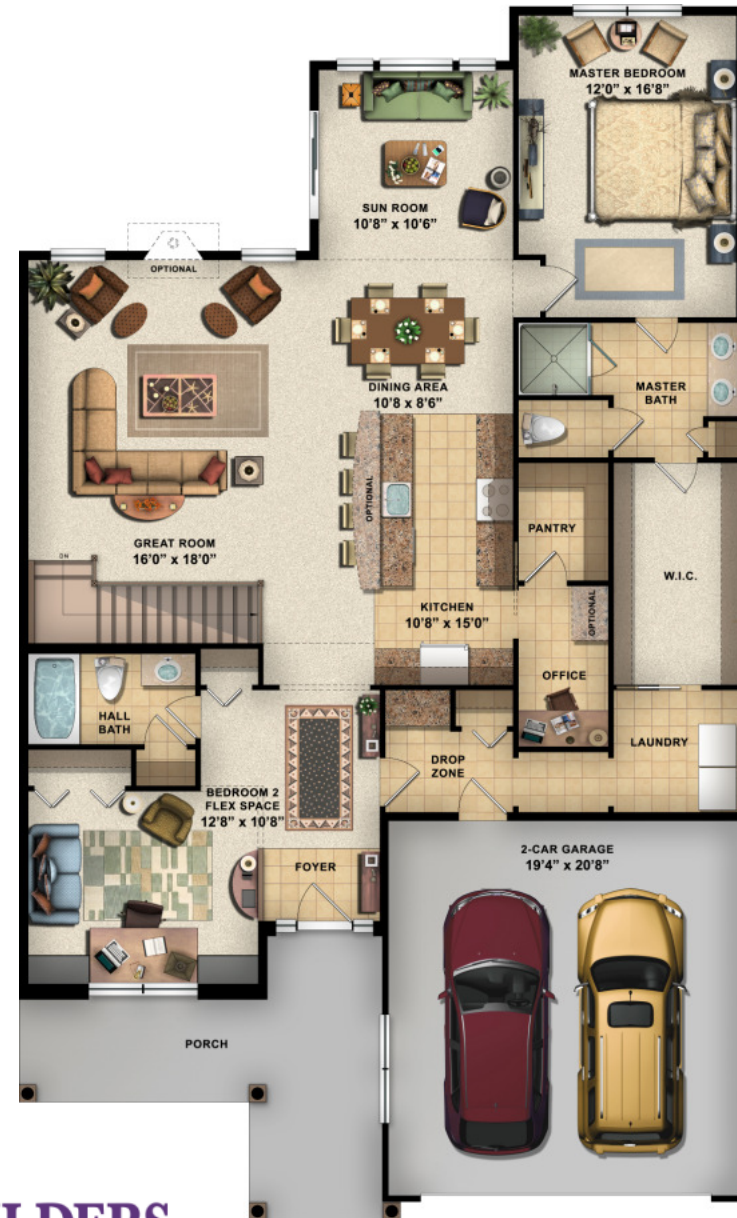 MASTER BEDROOM
12'0" x 16'8"
SUN ROOM
10'8" x 10'6"
OPTIONAL
DINING AREA
10'8 x 8'6"
MASTER
BATH
OPTIONAL
PANTRY
GREAT ROOM
16'0" x 18'0"
DN
W.I.C.
KITCHEN
10'8" x 15'0"
OPTIONAL
OFFICE
HALL
BATH
LAUNDRY
DROP
ZONE
BEDROOM 2
FLEX SPACE
12'8" x 10'8"
FOYER
2-CAR GARAGE
19'4" x 20'8"
PORCH